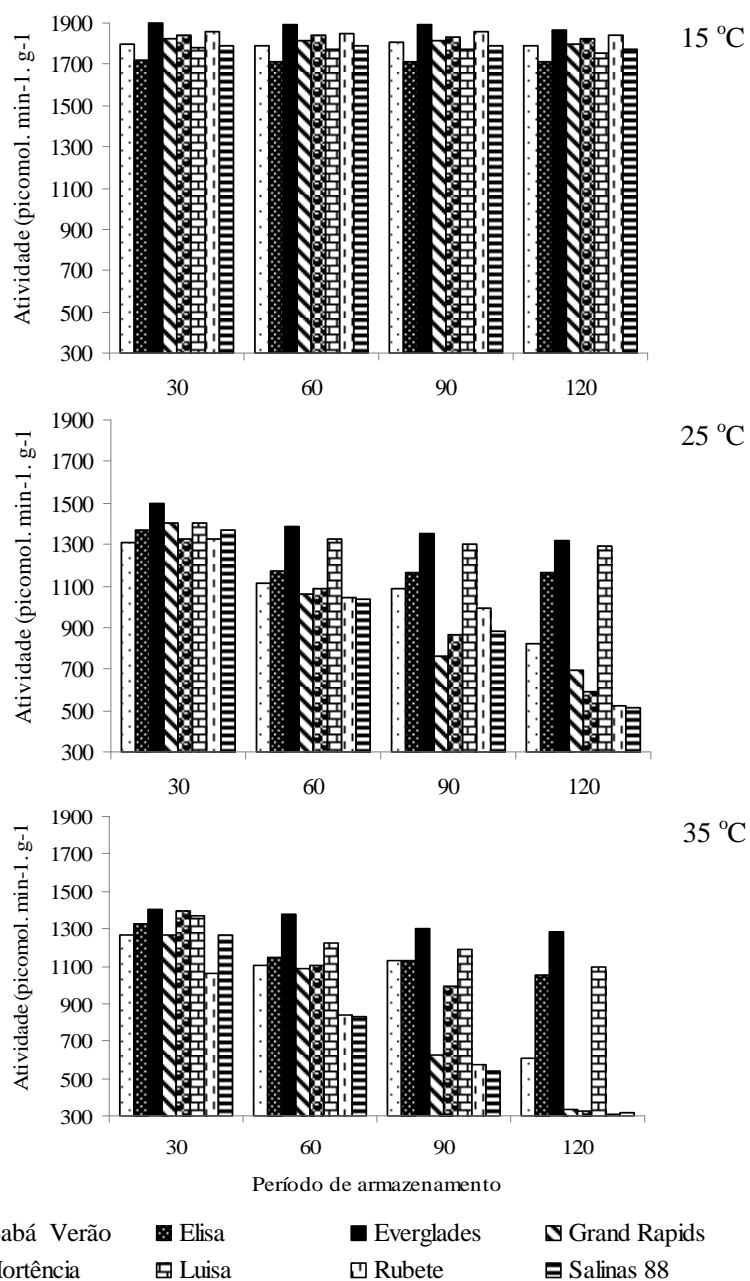 15 °C
Atividade (picomol. min-1. g-1
1900
1700
1500
1300
1100
900
700
500
300
30 60 90 120
25 °C
Atividade (picomol. min-1. g-1
1900
1700
1500
1300
1100
900
700
500
300
30 60 90 120
35 °C
Atividade (picomol. min-1. g-1
1900
1700
1500
1300
1100
900
700
500
300
30 60 90 120
Período de armazenamento
abá Verão Elisa Everglades Grand Rapids
ortência Luisa Rubete Salinas 88